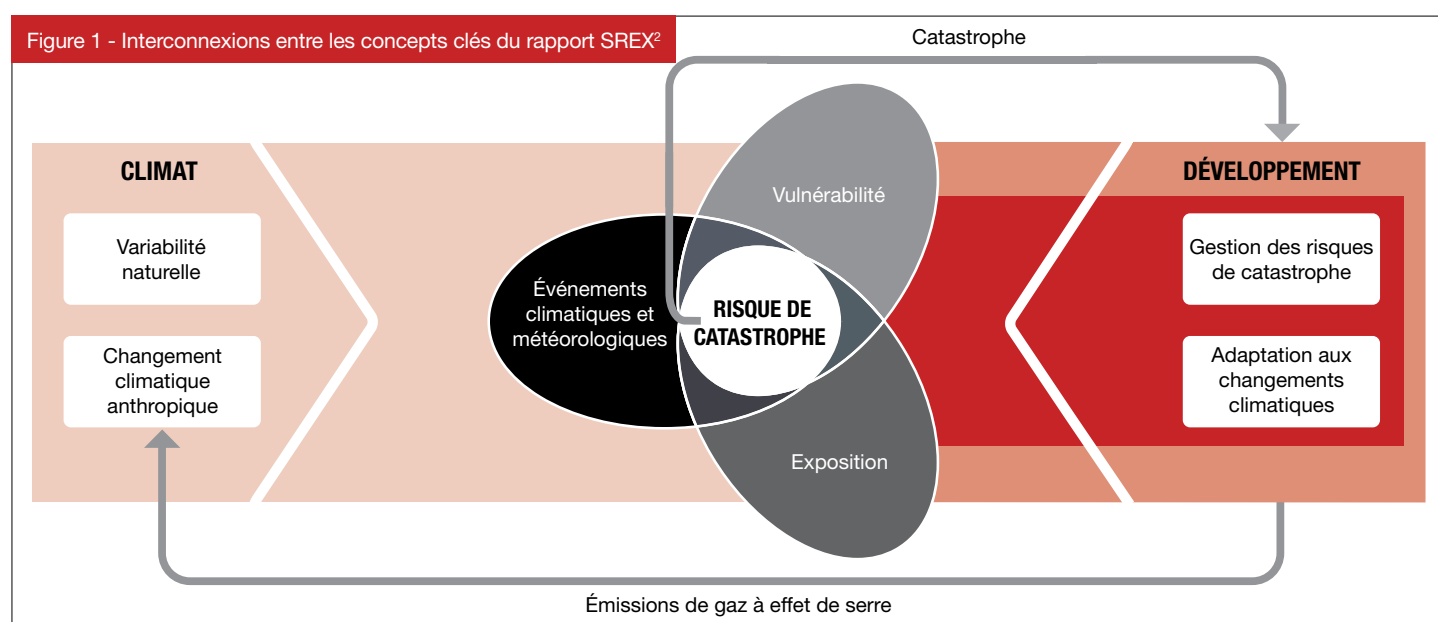 Figure 1 - Interconnexions entre les concepts clés du rapport SREX²
Catastrophe
CLIMAT
Variabilité
naturelle
Changement
climatique
anthropique
Événements
climatiques et
météorologiques
Vulnérabilité
RISQUE DE
CATASTROPHE
Exposition
DÉVELOPPEMENT
Gestion des risques
de catastrophe
Adaptation aux
changements
climatiques
Émissions de gaz à effet de serre